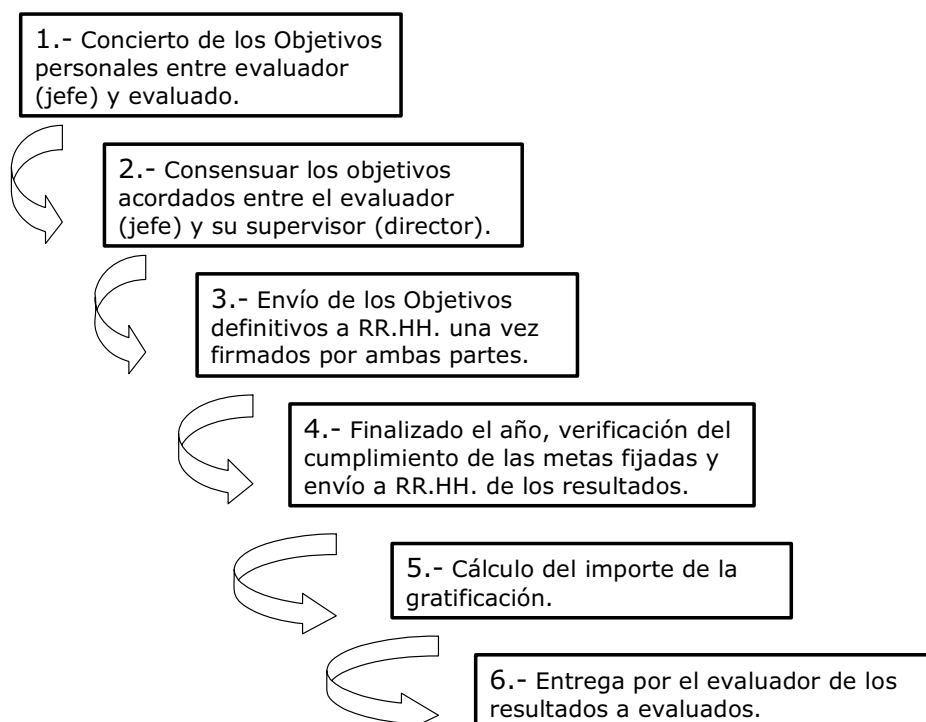 1.- Concierto de los Objetivos
personales entre evaluador
(jefe) y evaluado.
2.- Consensuar los objetivos
acordados entre el evaluador
(jefe) y su supervisor (director).
3.- Envío de los Objetivos
definitivos a RR.HH. una vez
firmados por ambas partes.
4.- Finalizado el año, verificación del
cumplimiento de las metas fijadas y
envío a RR.HH. de los resultados.
5.- Cálculo del importe de la
gratificación.
6.- Entrega por el evaluador de los
resultados a evaluados.